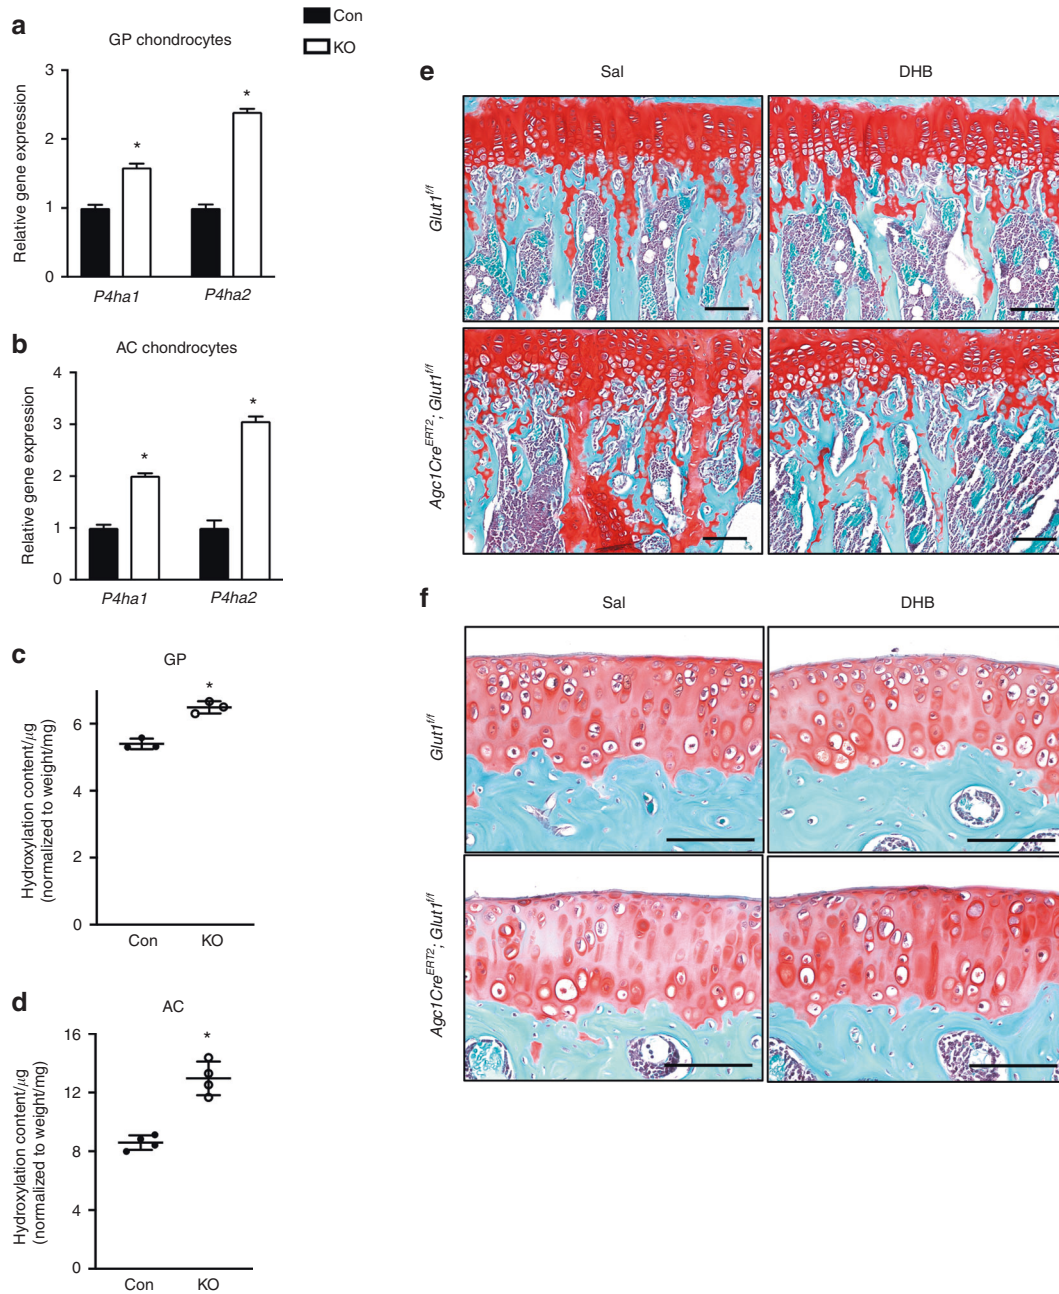 Con
KO
a
GP chondrocytes
Relative gene expression
3
2
1
0
*
*
P4ha1
P4ha2
b
AC chondrocytes
Relative gene expression
4
3
2
1
0
*
*
P4ha1
P4ha2
c
GP
Hydroxylation content/µg
(normalized to weight/mg)
6
4
2
0
*
Con
KO
d
AC
Hydroxylation content/µg
(normalized to weight/mg)
16
12
8
4
0
*
Con
KO
e
Sal
DHB
Glut1f/f
Agc1CreERT2; Glut1f/f
f
Sal
DHB
Glut1f/f
Agc1CreERT2; Glut1f/f